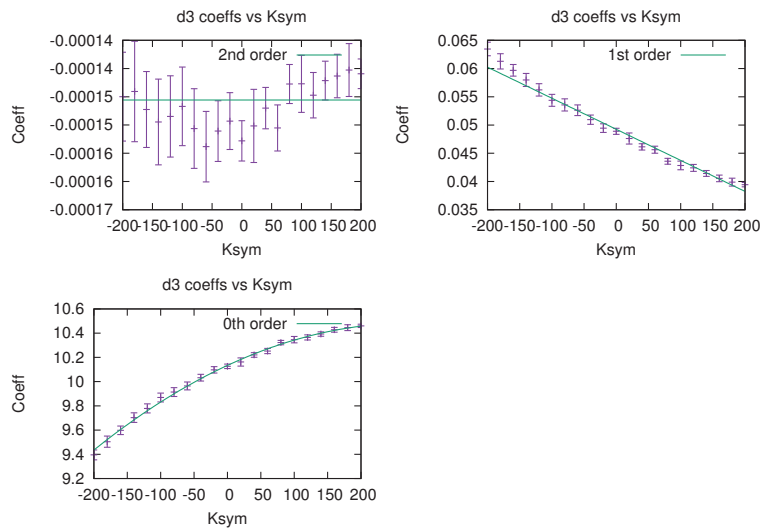 d3 coeffs vs Ksym
2nd order
-0.00014
-0.00014
-0.00015
-0.00015
-0.00016
-0.00016
-0.00017
Coeff
-200-150-100 -50 0 50 100 150 200
Ksym
d3 coeffs vs Ksym
1st order
0.065
0.06
0.055
0.05
0.045
0.04
0.035
Coeff
-200-150-100 -50 0 50 100 150 200
Ksym
d3 coeffs vs Ksym
0th order
10.6
10.4
10.2
10
9.8
9.6
9.4
9.2
Coeff
-200-150-100 -50 0 50 100 150 200
Ksym